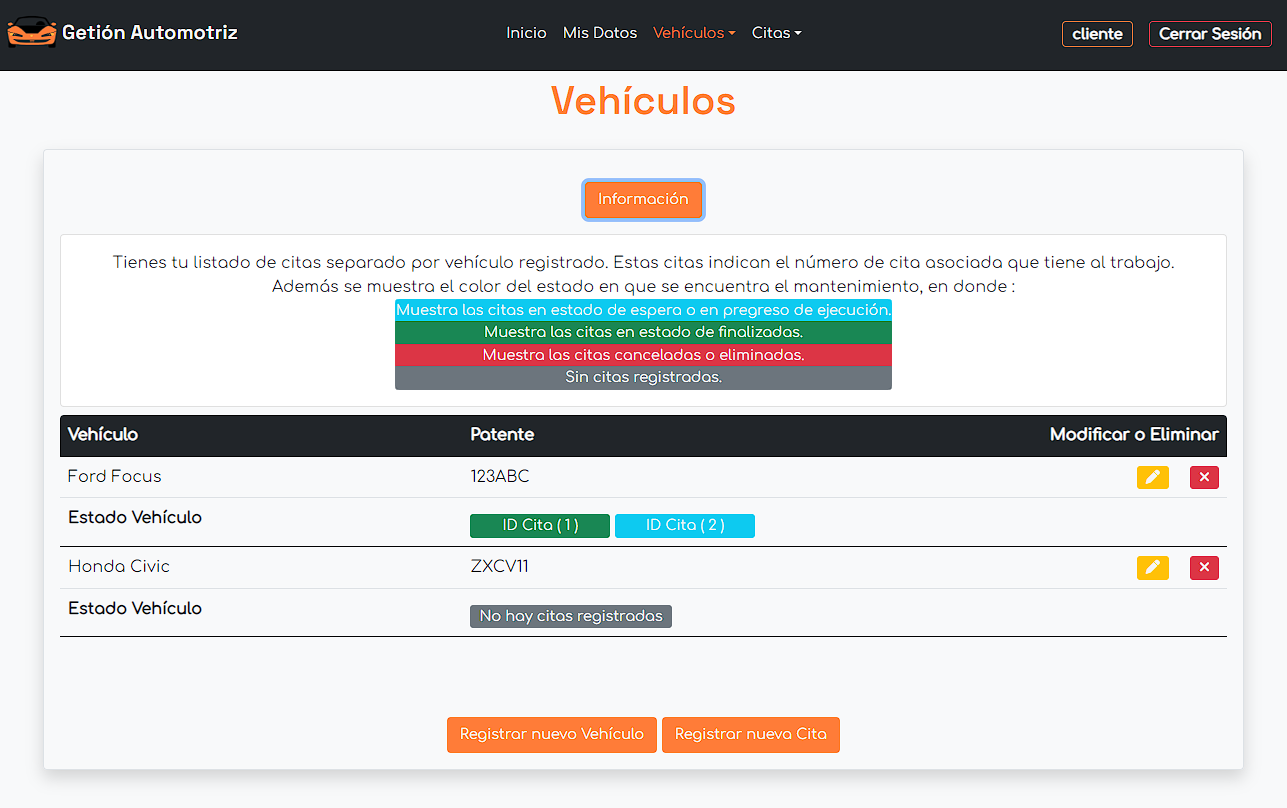 Getión Automotriz
Inicio Mis Datos Vehículos Citas
cliente Cerrar Sesión
Vehículos
Información
Tienes tu listado de citas separado por vehículo registrado. Estas citas indican el número de cita asociada que tiene al trabajo.
Además se muestra el color del estado en que se encuentra el mantenimiento, en donde :
Muestra las citas en estado de espera o en pregreso de ejecución.
Muestra las citas en estado de finalizadas.
Muestra las citas canceladas o eliminadas.
Sin citas registradas.
Vehículo Patente Modificar o Eliminar
Ford Focus 123ABC
Estado Vehículo ID Cita ( 1 ) ID Cita ( 2 )
Honda Civic ZXCV11
Estado Vehículo No hay citas registradas
Registrar nuevo Vehículo Registrar nueva Cita